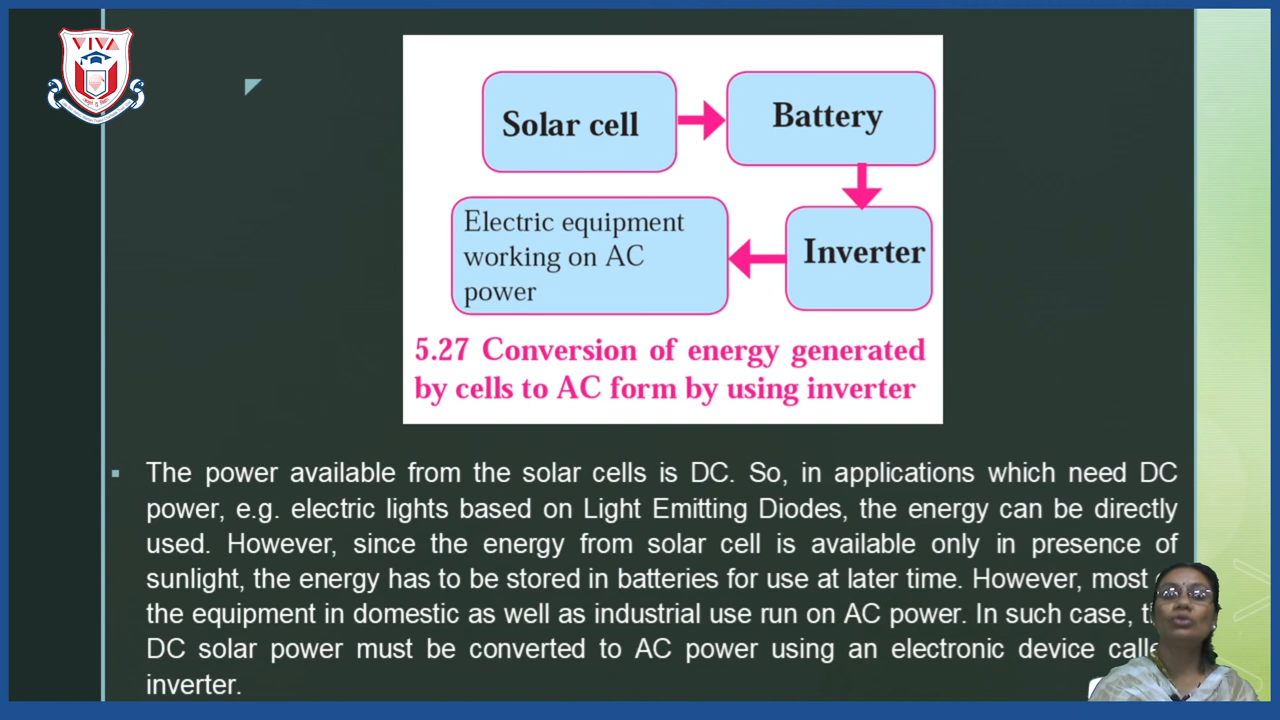 VIVA
Solar cell
Battery
Electric equipment
working on AC
power
Inverter
5.27 Conversion of energy generated
by cells to AC form by using inverter
The power available from the solar cells is DC. So, in applications which need DC
power, e.g. electric lights based on Light Emitting Diodes, the energy can be directly
used. However, since the energy from solar cell is available only in presence of
sunlight, the energy has to be stored in batteries for use at later time. However, most
the equipment in domestic as well as industrial use run on AC power. In such case,
DC solar power must be converted to AC power using an electronic device
inverter.